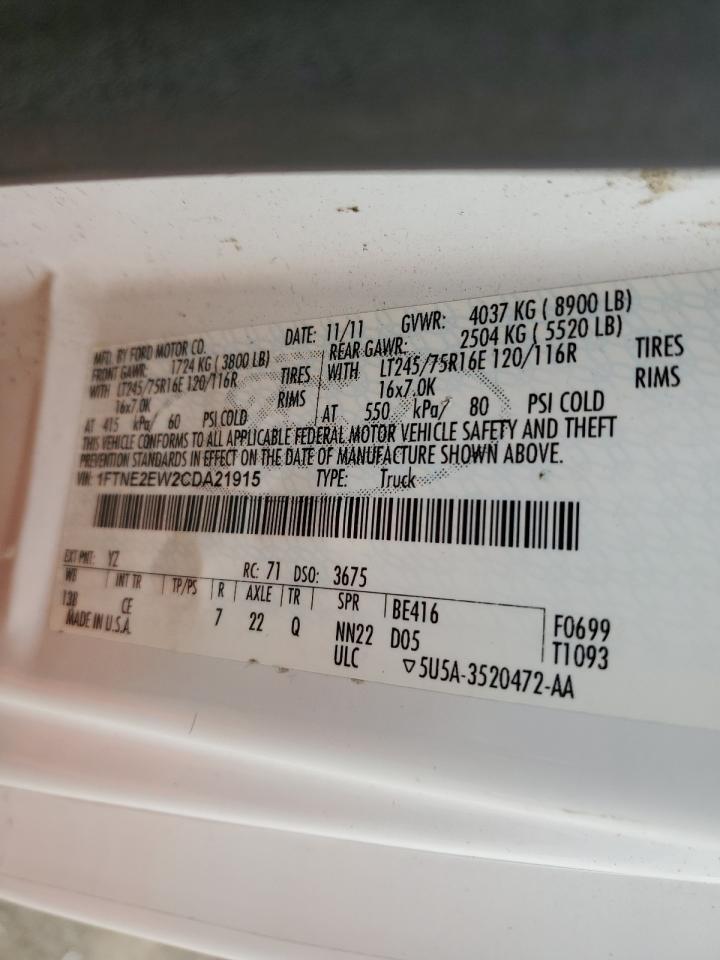 MFD. BY FORD MOTOR CO. DATE: 11/11 GVWR: 4037 KG ( 8900 LB)
FRONT GAWR: 1724 KG ( 3800 LB) REAR GAWR: 2504 KG ( 5520 LB)
WITH LT245/75R16E 120/116R TIRES WITH LT245/75R16E 120/116R TIRES
16x7.0K RIMS 16x7.0K RIMS
AT 415 kPa/ 60 PSI COLD AT 550 kPa/ 80 PSI COLD
THIS VEHICLE CONFORMS TO ALL APPLICABLE FEDERAL MOTOR VEHICLE SAFETY AND THEFT
PREVENTION STANDARDS IN EFFECT ON THE DATE OF MANUFACTURE SHOWN ABOVE.
VIN: 1FTNE2EW2CDA21915 TYPE: Truck
EXT PNT: YZ RC: 71 DSO: 3675
WB INT TR TP/PS R AXLE TR SPR BE416
138 CE 7 22 Q NN22 D05 F0699
MADE IN U.S.A. ULC T1093
▽5U5A-3520472-AA